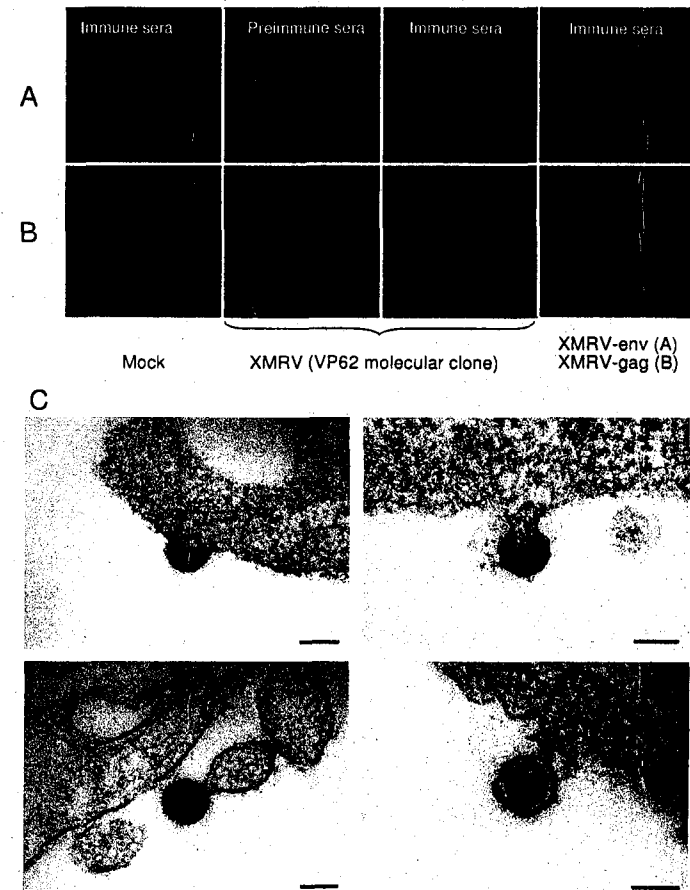 Immune sera
Preimmune sera
Immune sera
Immune sera
A
B
Mock
XMRV (VP62 molecular clone)
XMRV-env (A)
XMRV-gag (B)
C